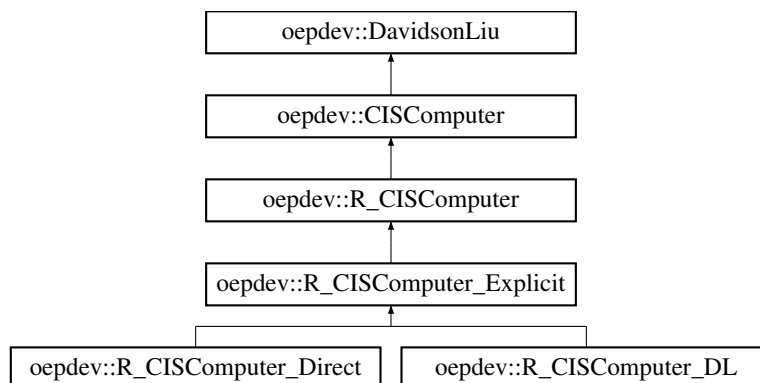 oepdev::DavidsonLiu
oepdev::CISComputer
oepdev::R_CISComputer
oepdev::R_CISComputer_Explicit
oepdev::R_CISComputer_Direct
oepdev::R_CISComputer_DL